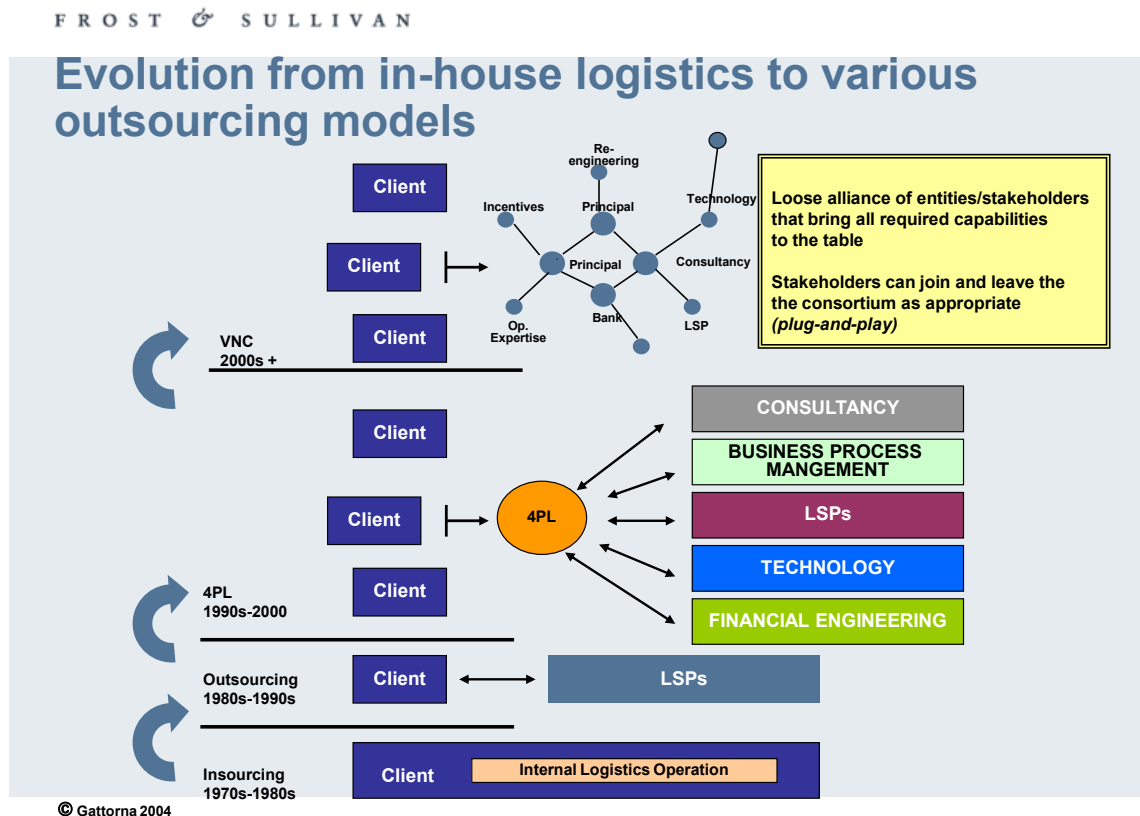 FROST & SULLIVAN
Evolution from in-house logistics to various
outsourcing models
Client
Client
Client
VNC
2000s +
Re-
engineering
Incentives
Principal
Technology
Principal
Consultancy
Op.
Expertise
Bank
LSP
Loose alliance of entities/stakeholders
that bring all required capabilities
to the table
Stakeholders can join and leave the
the consortium as appropriate
(plug-and-play)
Client
Client
Client
4PL
1990s-2000
4PL
CONSULTANCY
BUSINESS PROCESS
MANGEMENT
LSPs
TECHNOLOGY
FINANCIAL ENGINEERING
Outsourcing
1980s-1990s
Client
LSPs
Insourcing
1970s-1980s
Client
Internal Logistics Operation
© Gattorna 2004